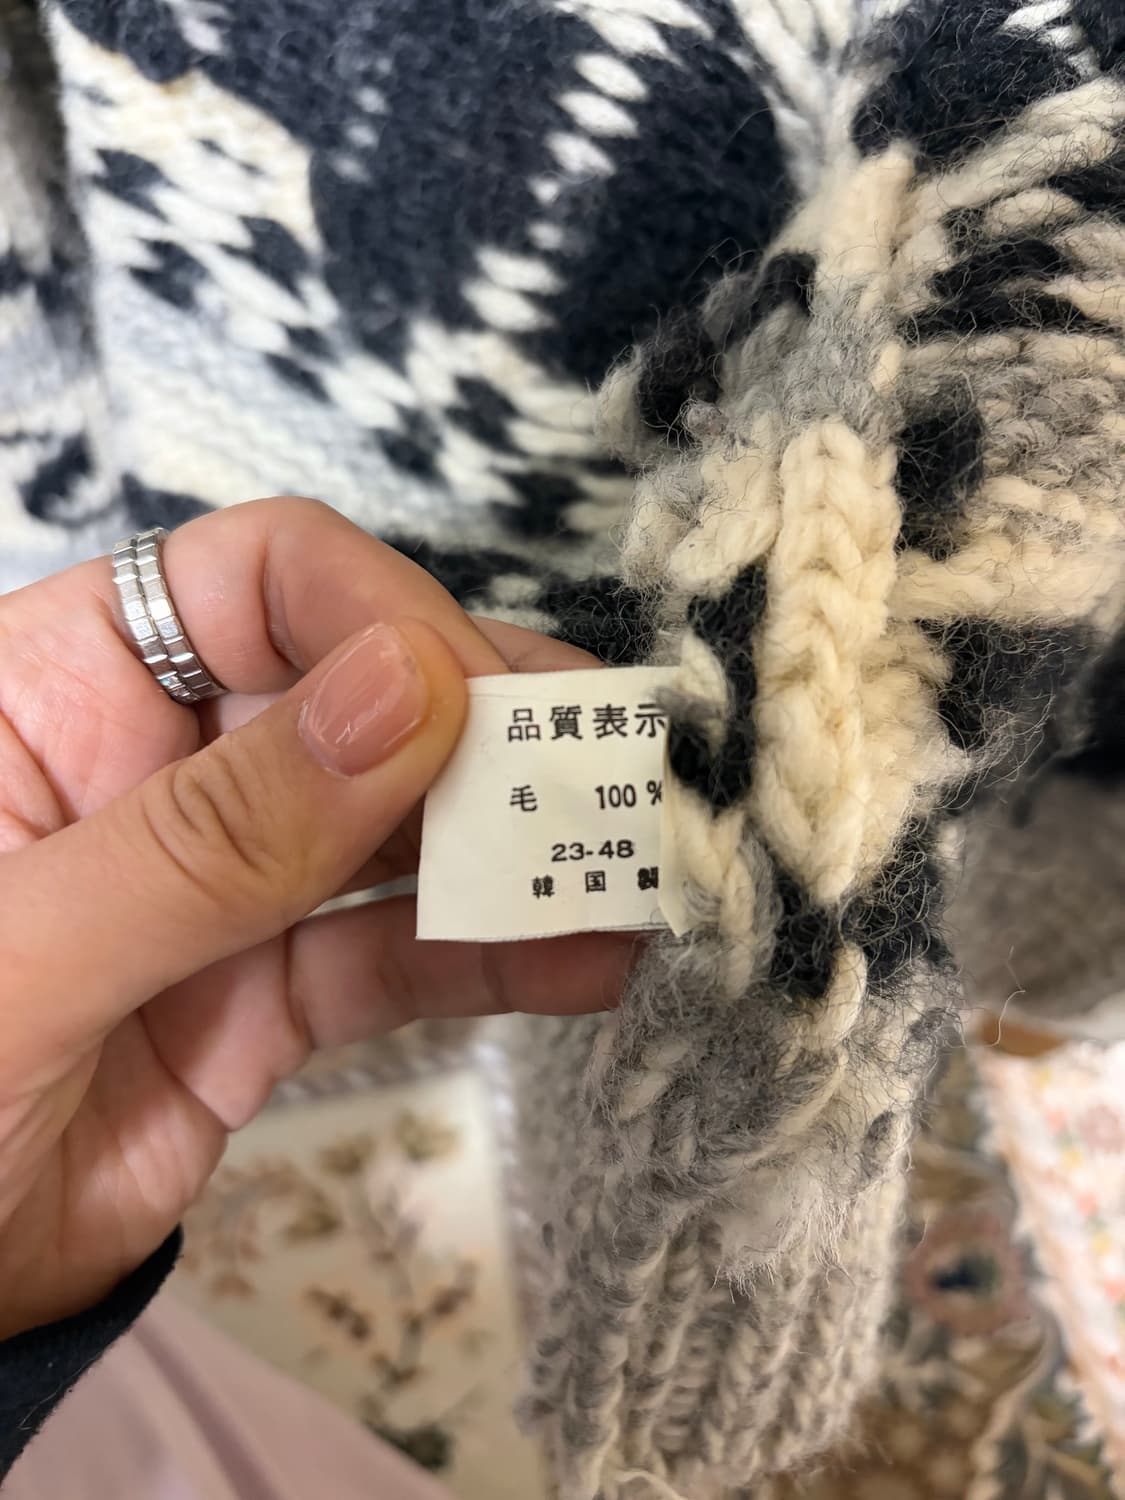 品質表示
毛 100 %
23-48
韓国製